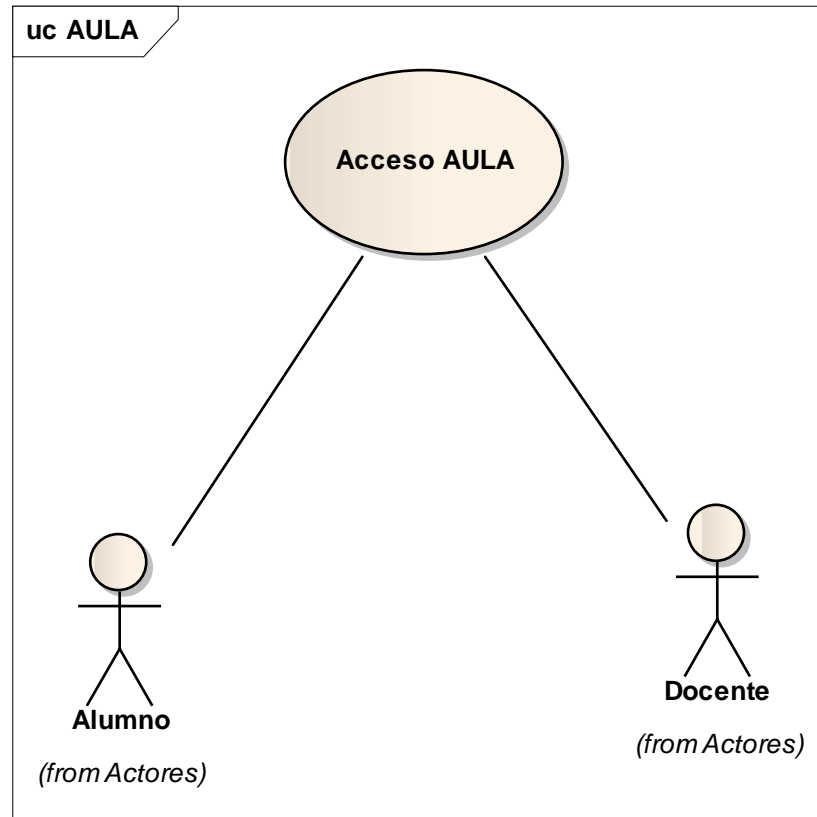 uc AULA
Acceso AULA
Alumno
(from Actores)
Docente
(from Actores)